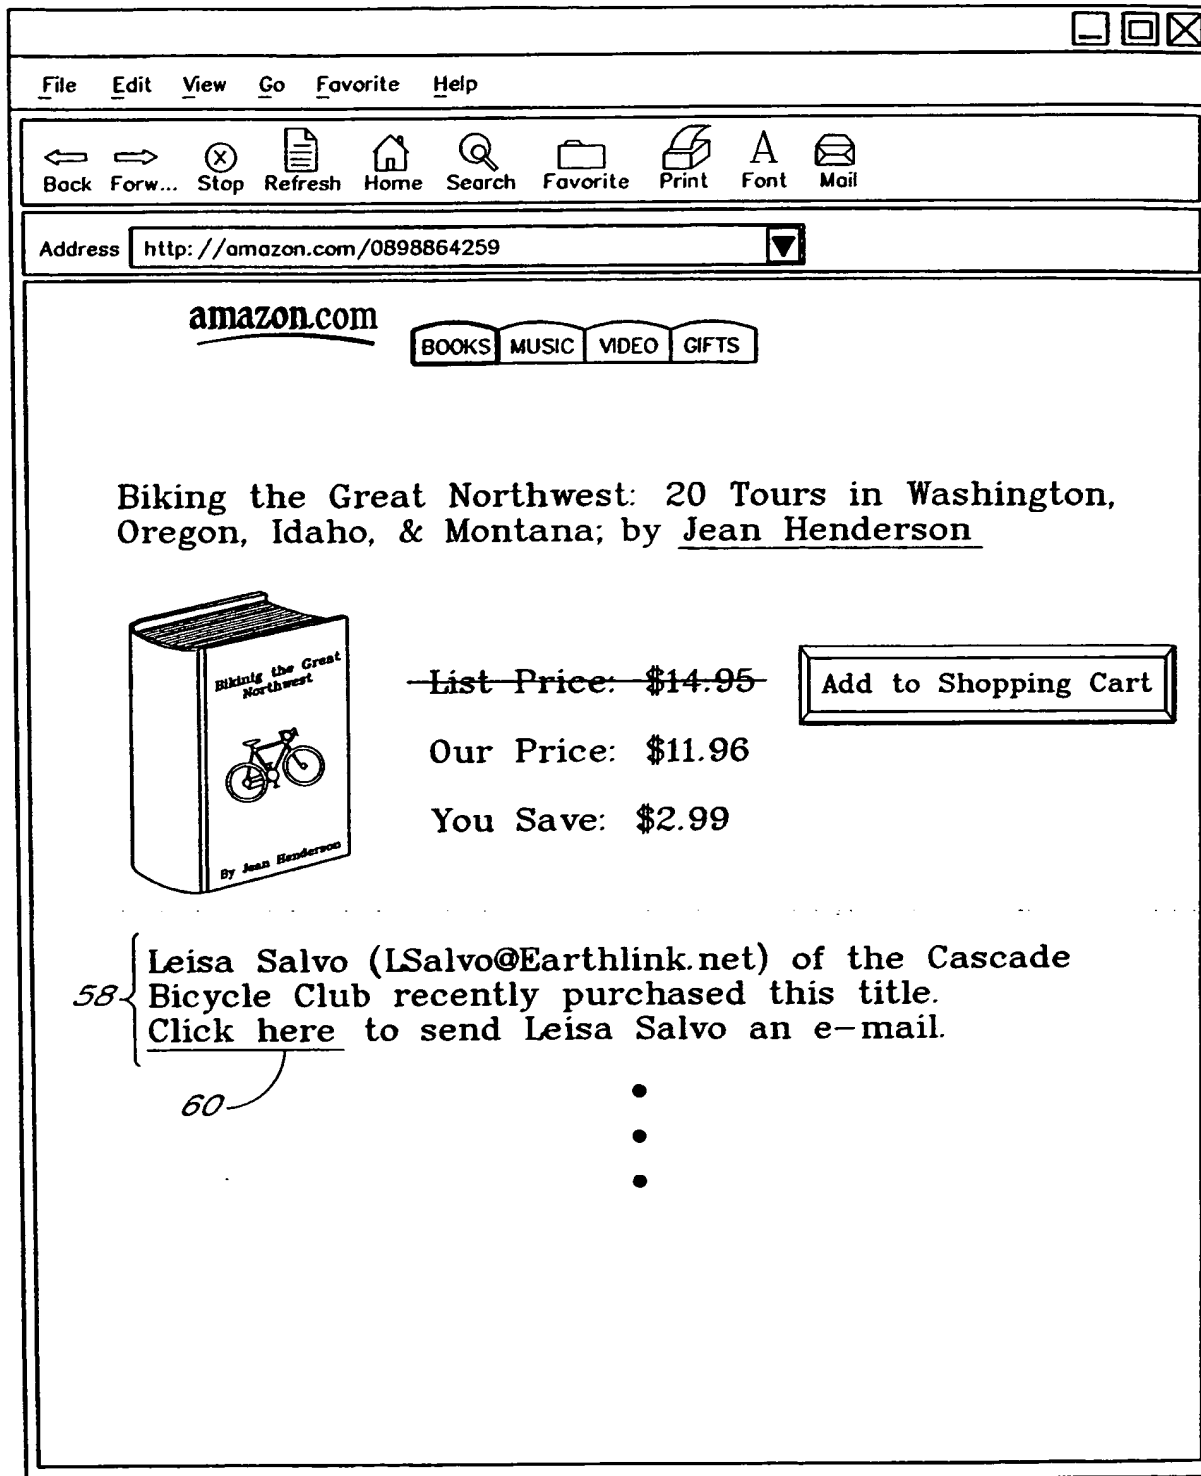 File Edit View Go Favorite Help
Back Forw... Stop Refresh Home Search Favorite Print Font Mail
Address http://amazon.com/0898864259
amazon.com
BOOKS MUSIC VIDEO GIFTS
Biking the Great Northwest: 20 Tours in Washington,
Oregon, Idaho, & Montana; by Jean Henderson
Bikinig the Great
Northwest
By Jean Henderson
List Price: $14.95
Add to Shopping Cart
Our Price: $11.96
You Save: $2.99
58
Leisa Salvo (LSalvo@Earthlink.net) of the Cascade
Bicycle Club recently purchased this title.
Click here to send Leisa Salvo an e-mail.
60